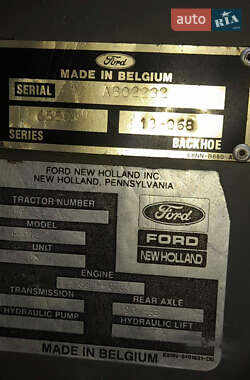 AUTO RIA
Ford
MADE IN BELGIUM
SERIAL AB02232
SERIES BACKHOE
FORD NEW HOLLAND INC.
NEW HOLLAND, PENNSYLVANIA
TRACTOR NUMBER
MODEL
UNIT
Ford
FORD
NEW HOLLAND
ENGINE
TRANSMISSION REAR AXLE
HYDRAULIC PUMP HYDRAULIC LIFT
MADE IN BELGIUM